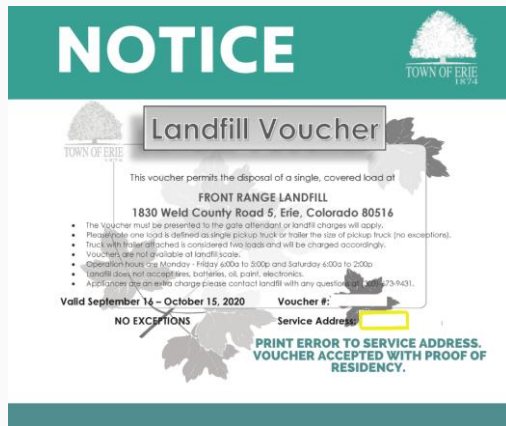 NOTICE
TOWN OF ERIE
1874
Landfill Voucher
TOWN OF ERIE
1874
This voucher permits the disposal of a single, covered load at
FRONT RANGE LANDFILL
1830 Weld County Road 5, Erie, Colorado 80516
• The Voucher must be presented to the gate attendant or landfill charges will apply.
• Please note one load is defined as single pickup truck or trailer the size of pickup truck (no exceptions).
• Truck with trailer attached is considered two loads and will be charged accordingly.
• Vouchers are not available at landfill scale.
• Operation hours are Monday - Friday 6:00a to 5:00p and Saturday 6:00a to 2:00p
• Landfill does not accept tires, batteries, oil, paint, electronics.
• Appliances are an extra charge please contact landfill with any questions at 673-9431.
Valid September 16 – October 15, 2020 Voucher #:
NO EXCEPTIONS Service Address:
PRINT ERROR TO SERVICE ADDRESS.
VOUCHER ACCEPTED WITH PROOF OF
RESIDENCY.